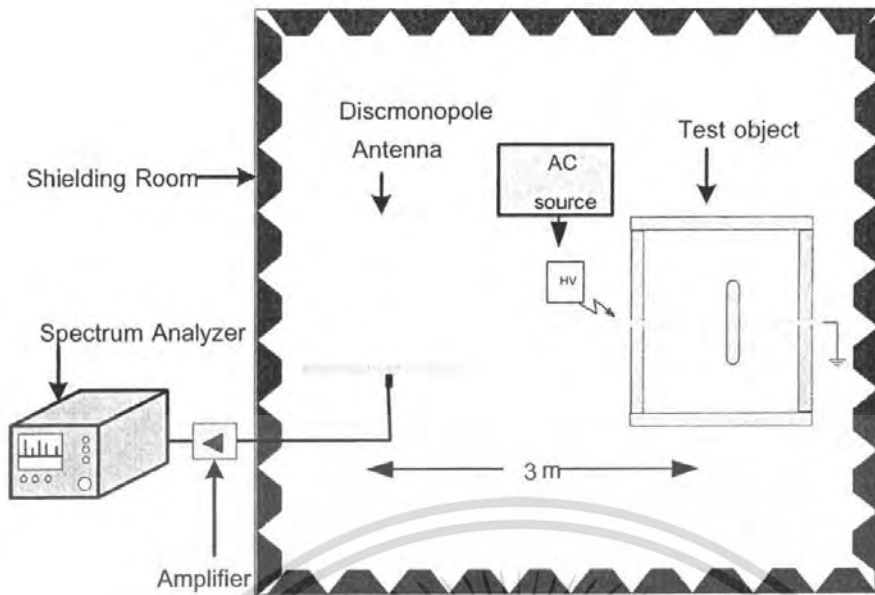 Discmonopole
Antenna
Test object
AC
source
Shielding Room
HV
Spectrum Analyzer
3 m
Amplifier